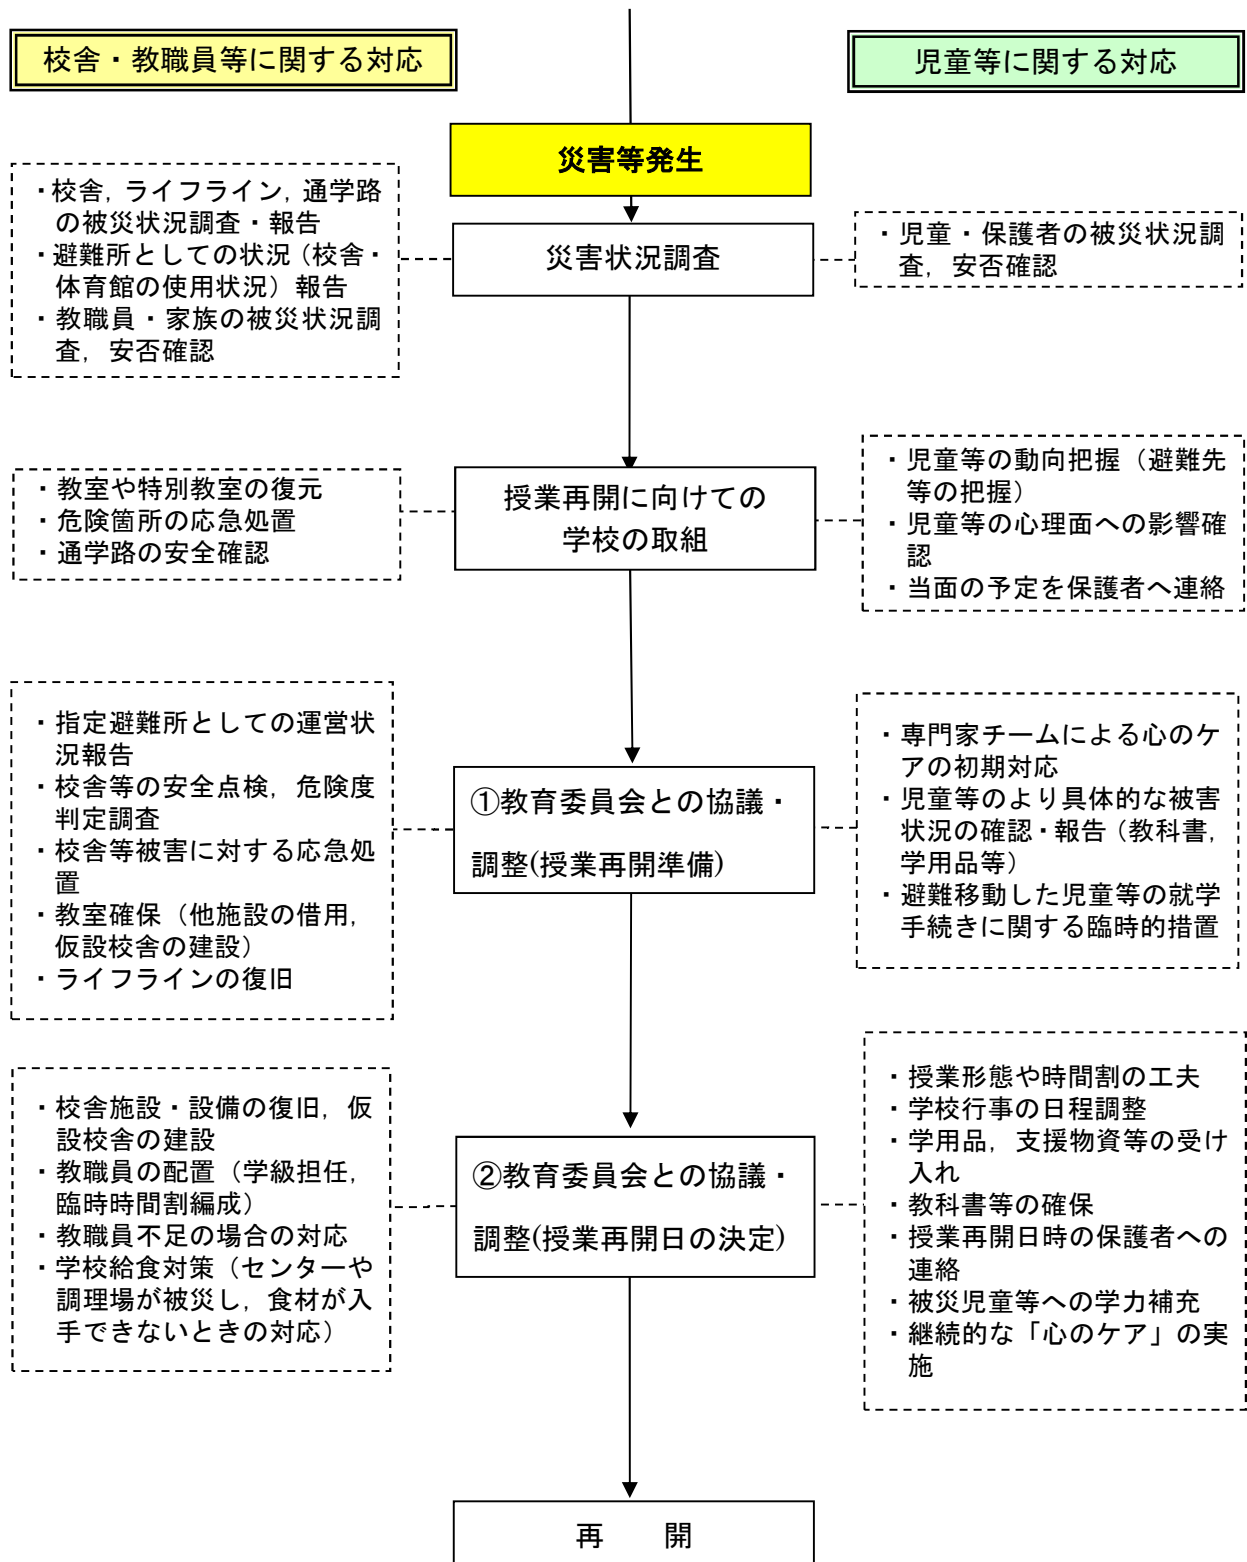 校舎・教職員等に関する対応
児童等に関する対応
災害等発生
・校舎，ライフライン，通学路
の被災状況調査・報告
・避難所としての状況（校舎・
体育館の使用状況）報告
・教職員・家族の被災状況調
査，安否確認
災害状況調査
・児童・保護者の被災状況調
査，安否確認
・教室や特別教室の復元
・危険箇所の応急処置
・通学路の安全確認
授業再開に向けての
学校の取組
・児童等の動向把握（避難先
等の把握）
・児童等の心理面への影響確
認
・当面の予定を保護者へ連絡
・指定避難所としての運営状
況報告
・校舎等の安全点検，危険度
判定調査
・校舎等被害に対する応急処
置
・教室確保（他施設の借用，
仮設校舎の建設）
・ライフラインの復旧
①教育委員会との協議・
調整(授業再開準備)
・専門家チームによる心のケ
アの初期対応
・児童等のより具体的な被害
状況の確認・報告（教科書，
学用品等）
・避難移動した児童等の就学
手続きに関する臨時的措置
・校舎施設・設備の復旧，仮
設校舎の建設
・教職員の配置（学級担任，
臨時時間割編成）
・教職員不足の場合の対応
・学校給食対策（センターや
調理場が被災し，食材が入
手できないときの対応）
②教育委員会との協議・
調整(授業再開日の決定)
・授業形態や時間割の工夫
・学校行事の日程調整
・学用品，支援物資等の受け
入れ
・教科書等の確保
・授業再開日時の保護者への
連絡
・被災児童等への学力補充
・継続的な「心のケア」の実
施
再　　開